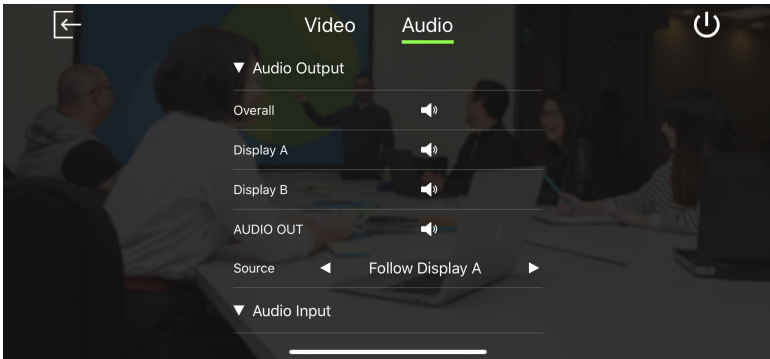 Video Audio
Audio Output
Overall
Display A
Display B
AUDIO OUT
Source Follow Display A
Audio Input